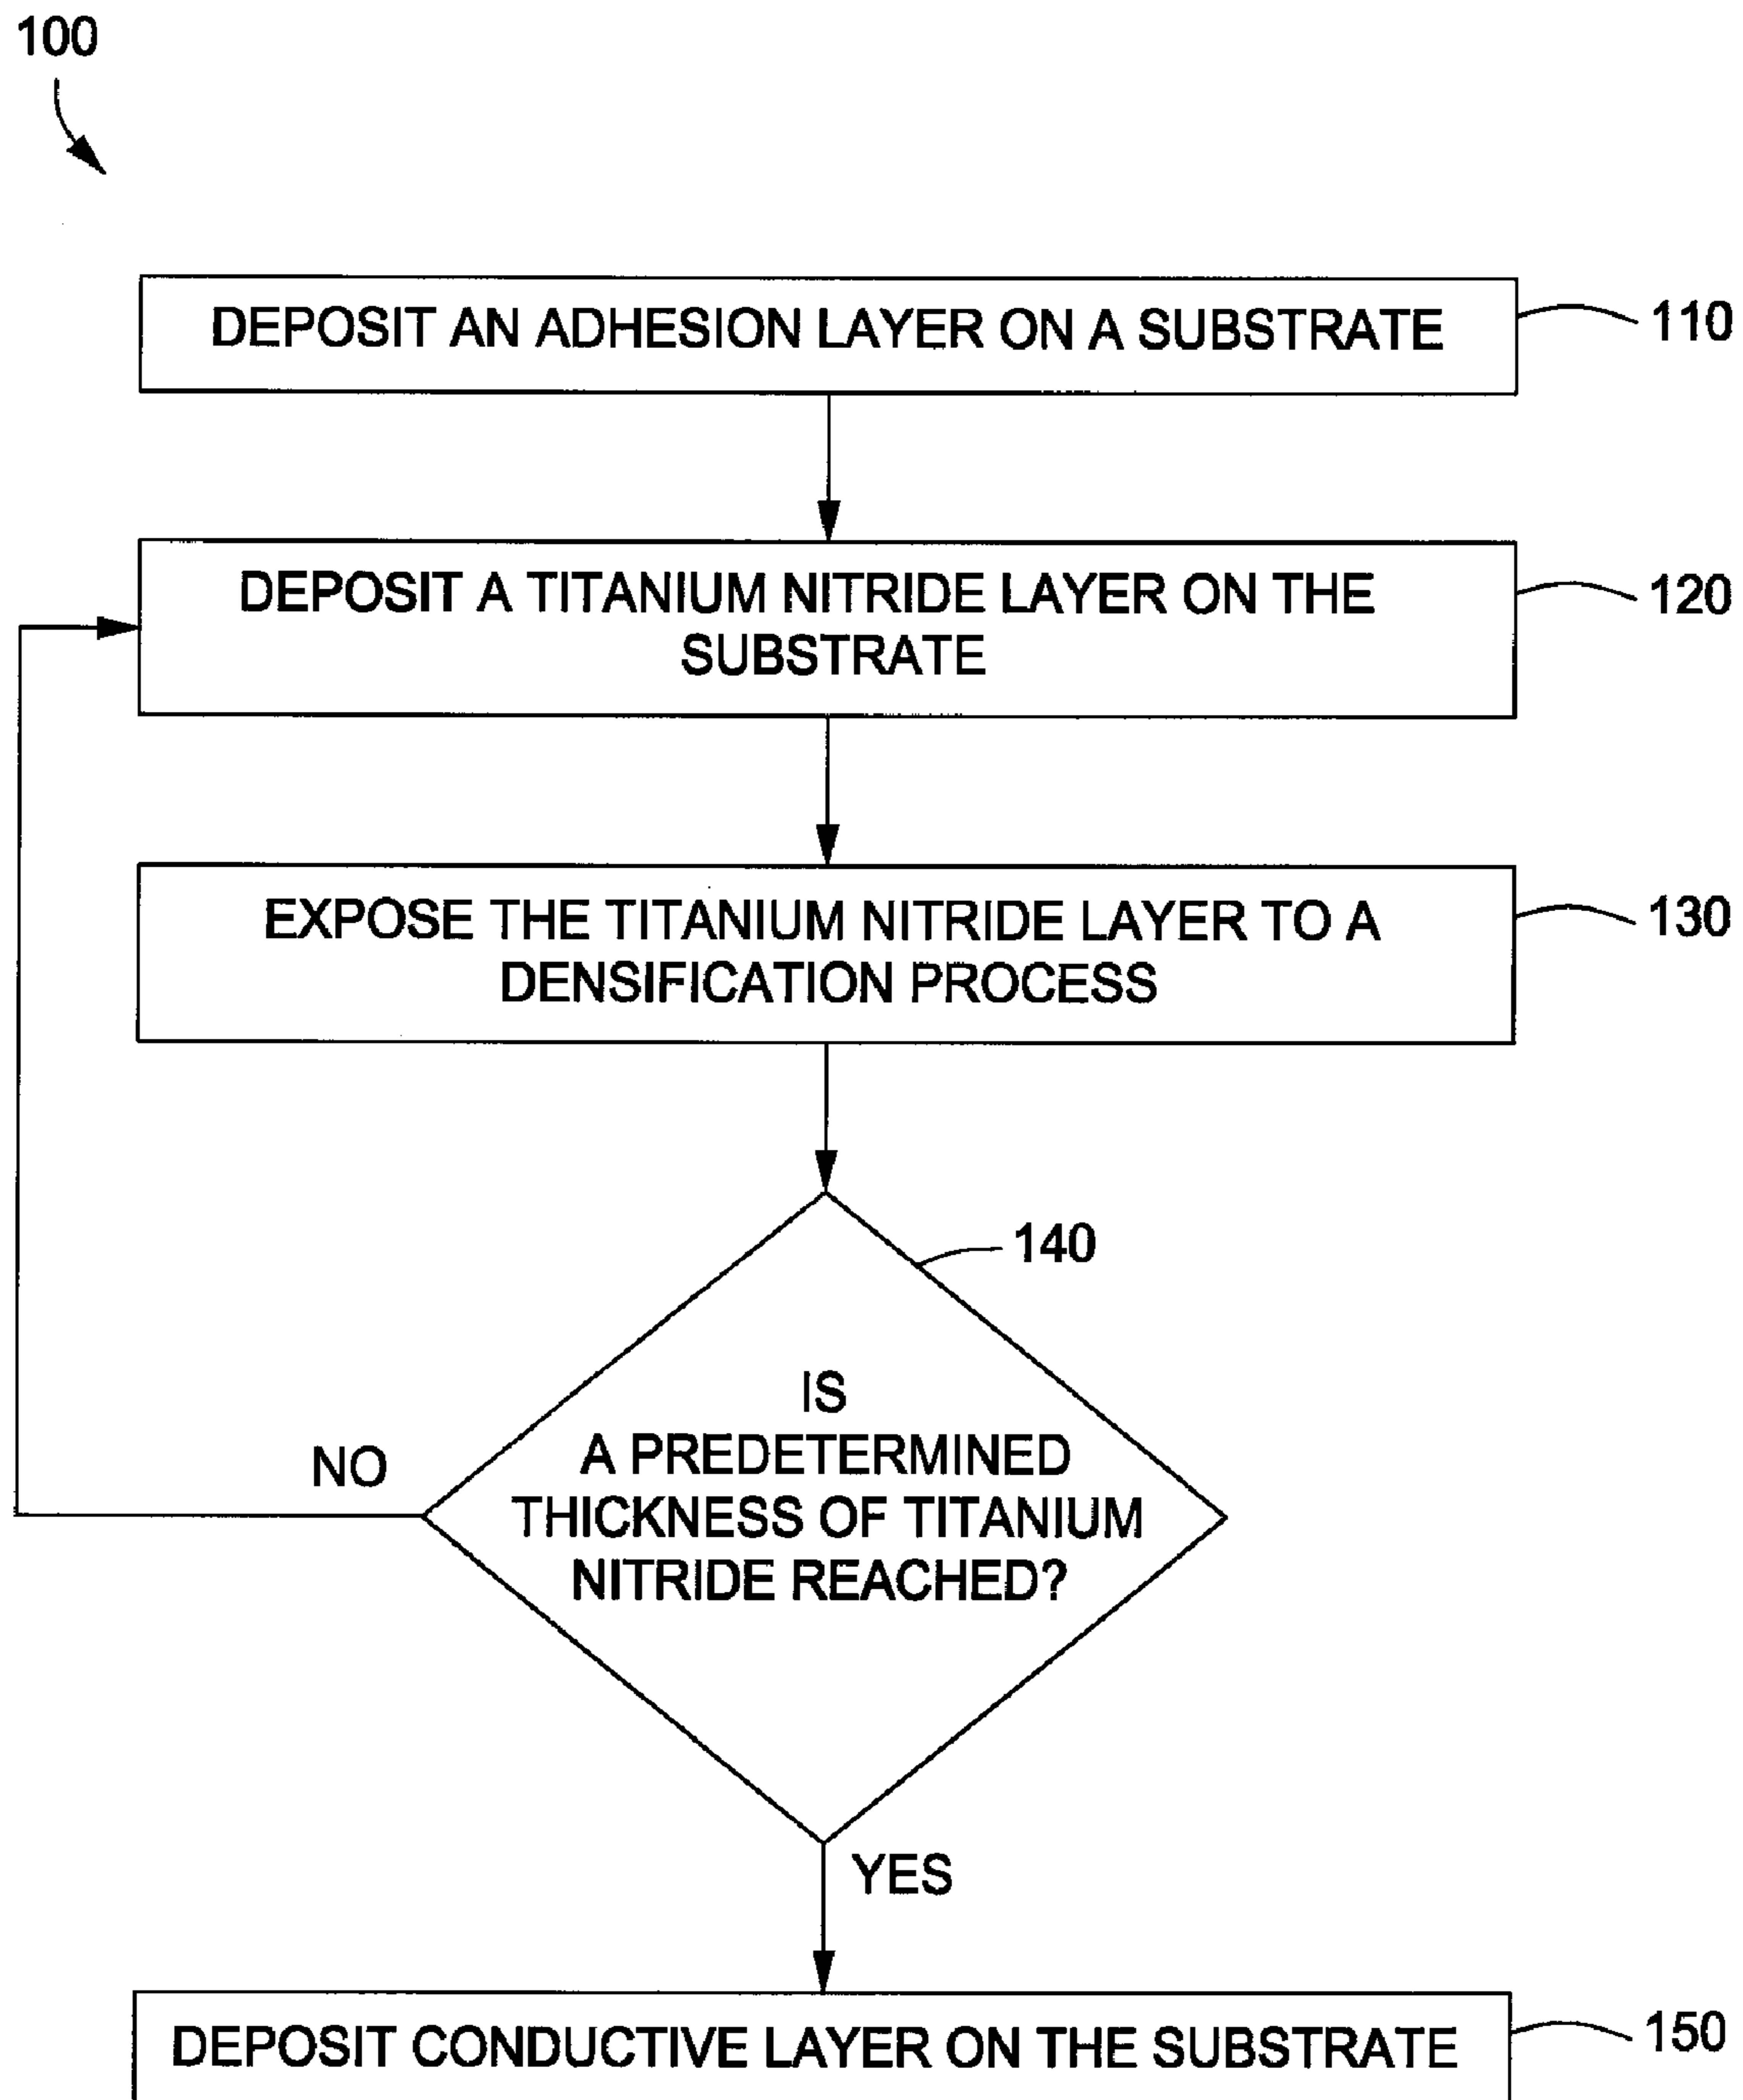 100
DEPOSIT AN ADHESION LAYER ON A SUBSTRATE
110
DEPOSIT A TITANIUM NITRIDE LAYER ON THE
SUBSTRATE
120
EXPOSE THE TITANIUM NITRIDE LAYER TO A
DENSIFICATION PROCESS
130
140
IS
A PREDETERMINED
THICKNESS OF TITANIUM
NITRIDE REACHED?
NO
YES
DEPOSIT CONDUCTIVE LAYER ON THE SUBSTRATE
150